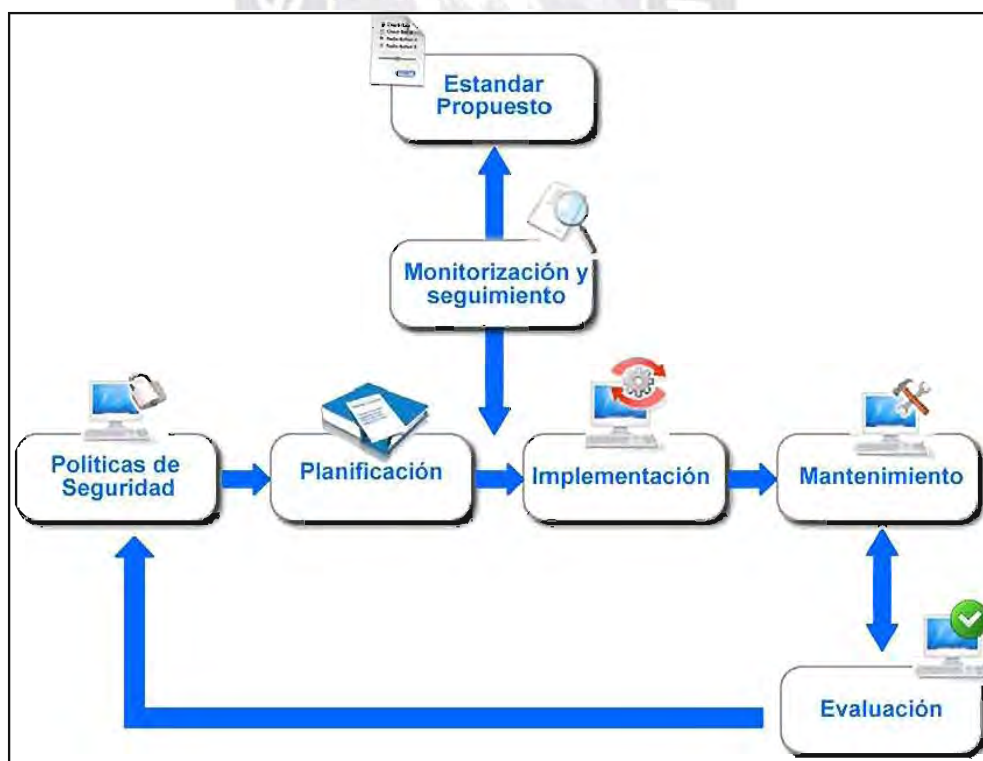 Estandar
Propuesto
Monitorización y
seguimiento
Políticas de
Seguridad
Planificación
Implementación
Mantenimiento
Evaluación